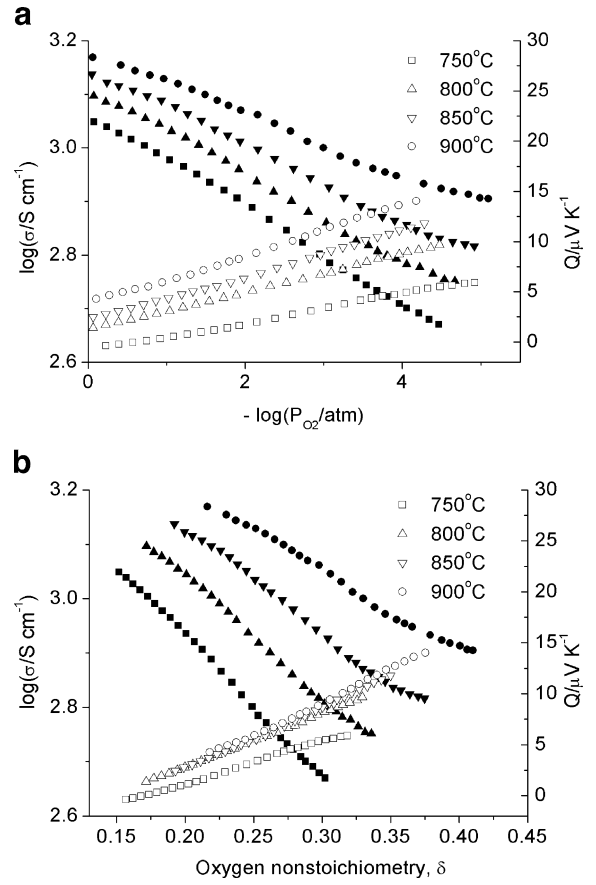 a
3.2
3.0
2.8
2.6
log(σ/S cm⁻¹)
0
2
4
- log(P_O2/atm)
30
25
20
15
10
5
0
Q/μV K⁻¹
750°C
800°C
850°C
900°C
b
3.2
3.0
2.8
2.6
log(σ/S cm⁻¹)
0.15
0.20
0.25
0.30
0.35
0.40
0.45
Oxygen nonstoichiometry, δ
30
25
20
15
10
5
0
Q/μV K⁻¹
750°C
800°C
850°C
900°C